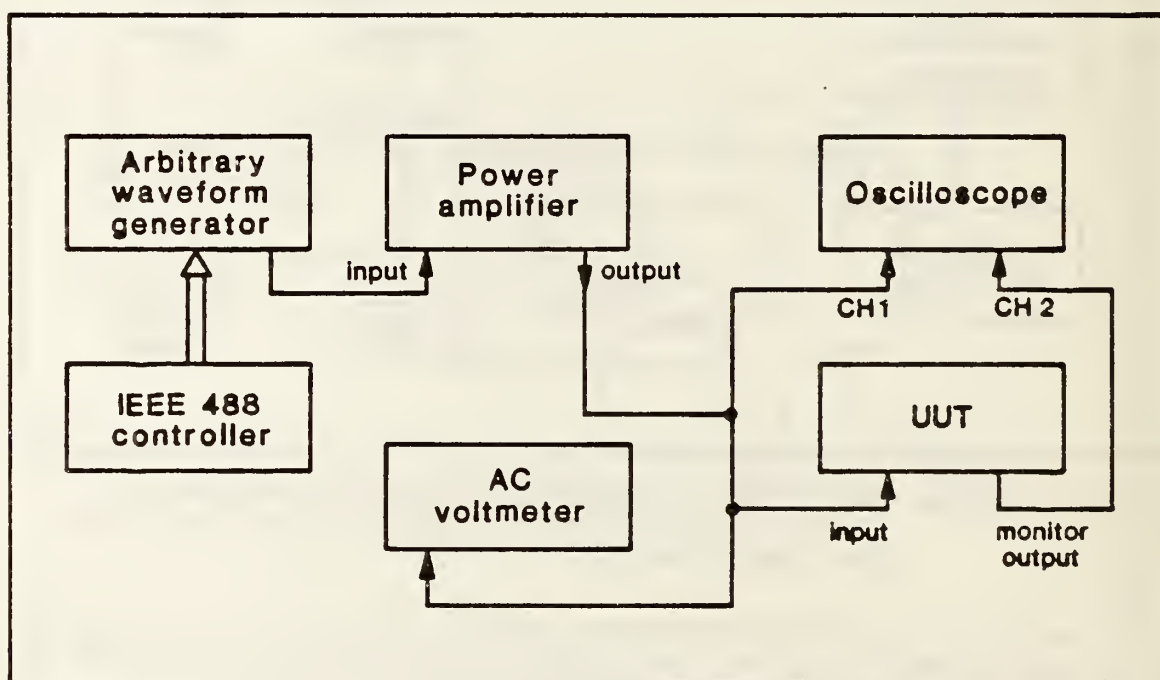 Arbitrary
waveform
generator
Power
amplifier
Oscilloscope
input
output
CH1
CH 2
IEEE 488
controller
UUT
AC
voltmeter
input
monitor
output